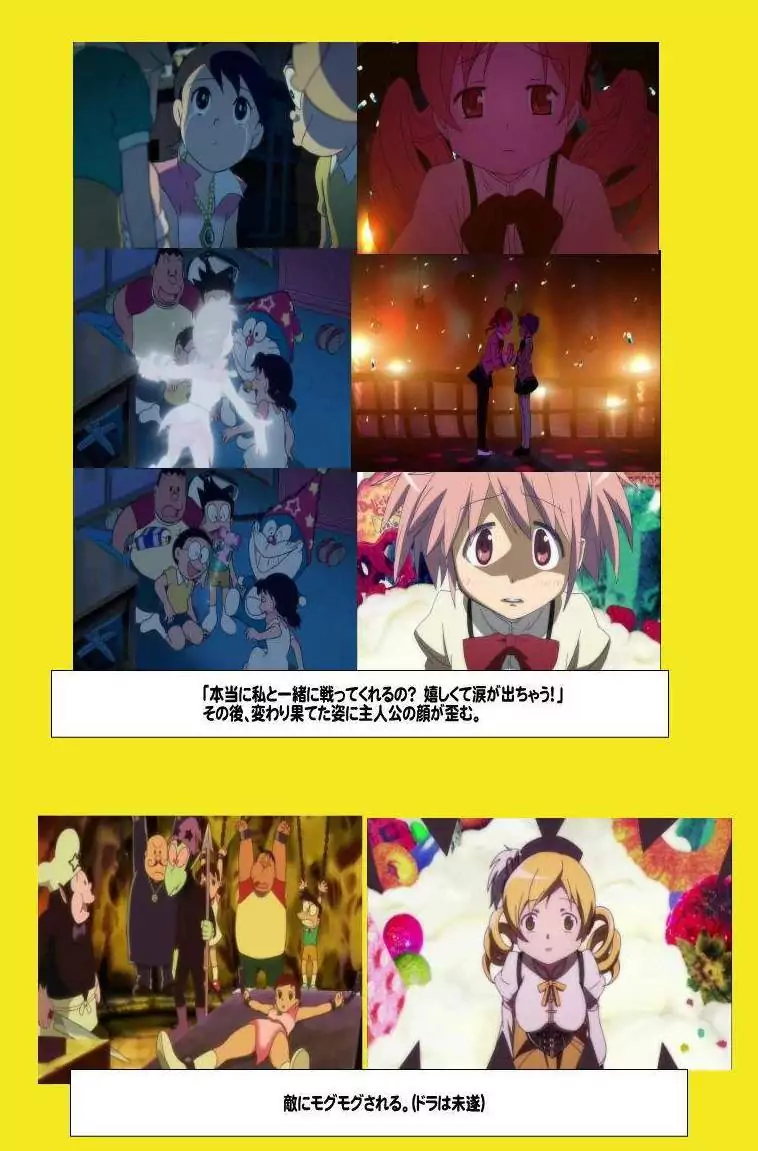 「本当に私と一緒に戦ってくれるの? 嬉しくて涙が出ちゃう!」
その後、変わり果てた姿に主人公の顔が歪む。
敵にモグモグされる。(ドラは未遂)